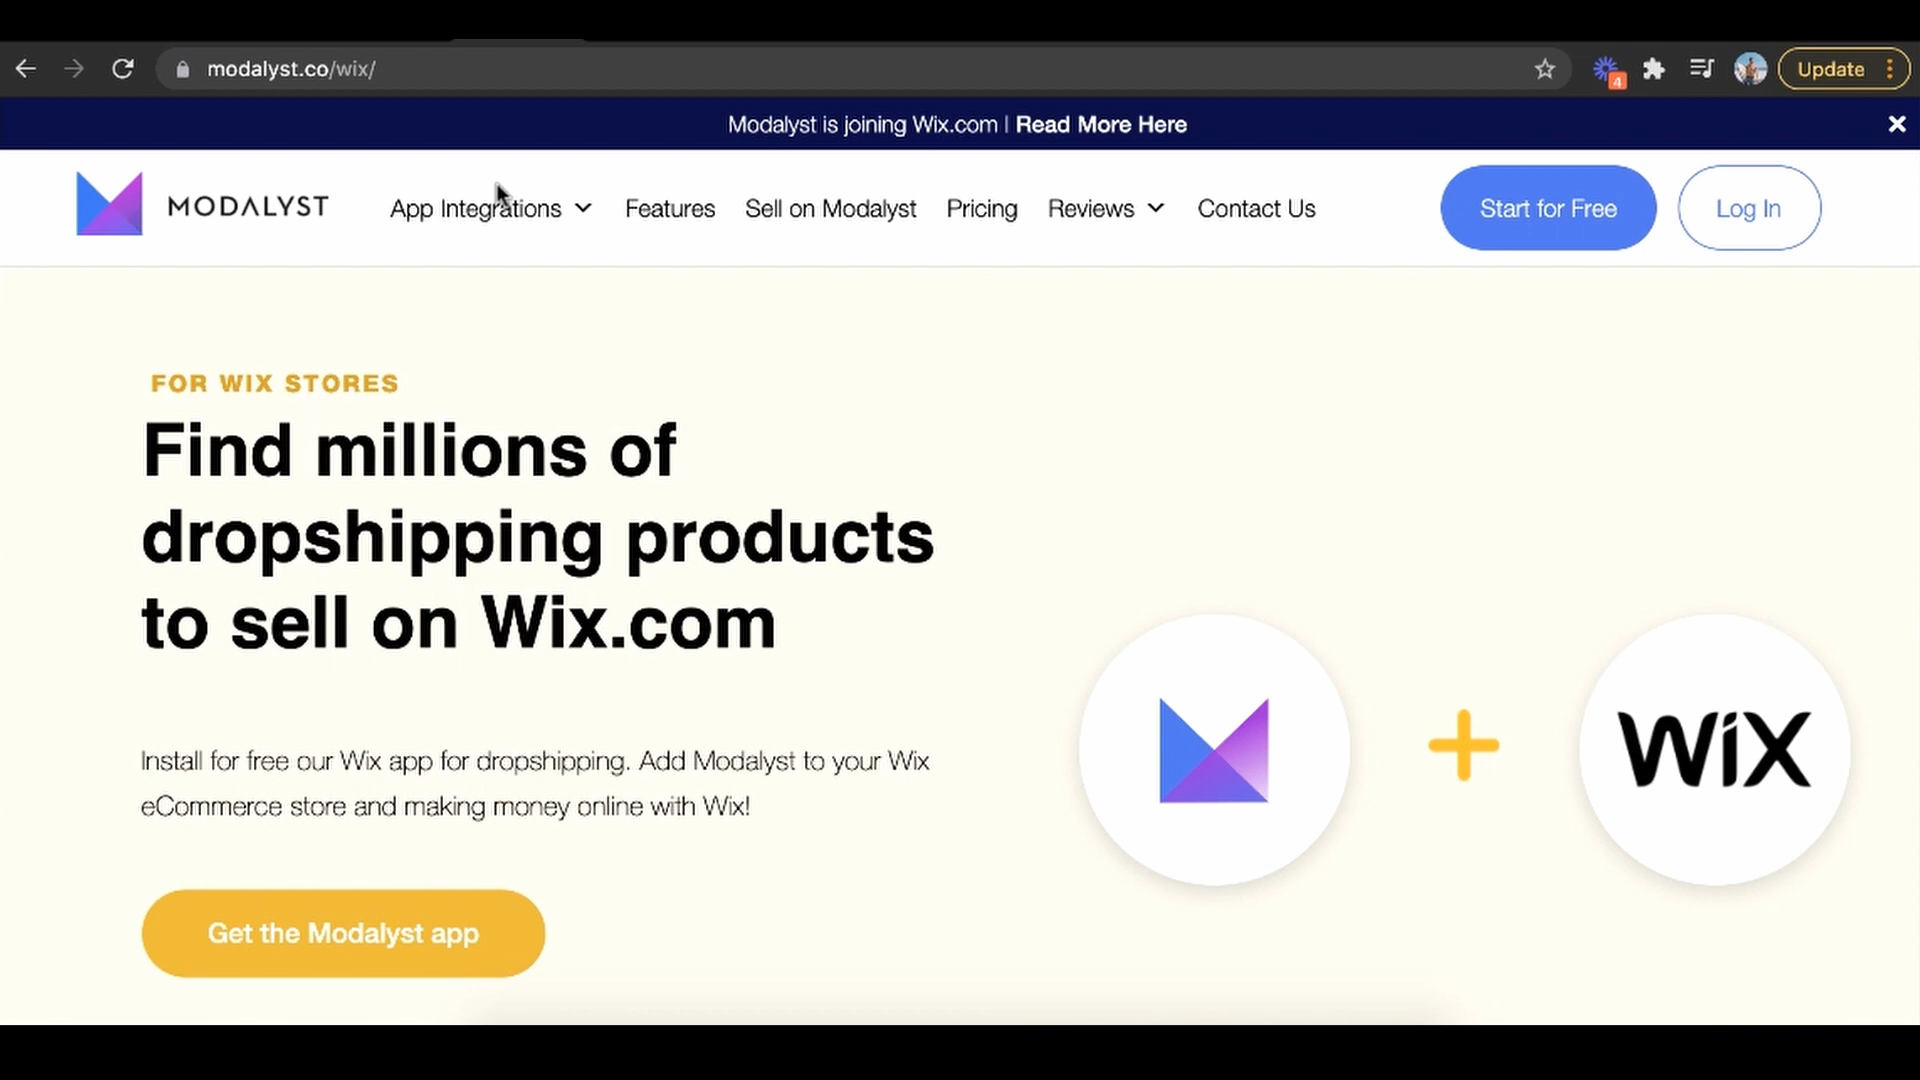 modalyst.co/wix/
4
Update
Modalyst is joining Wix.com | Read More Here
MODALYST
App Integrations
Features
Sell on Modalyst
Pricing
Reviews
Contact Us
Start for Free
Log In
FOR WIX STORES
Find millions of
dropshipping products
to sell on Wix.com
Install for free our Wix app for dropshipping. Add Modalyst to your Wix
eCommerce store and making money online with Wix!
Get the Modalyst app
WiX